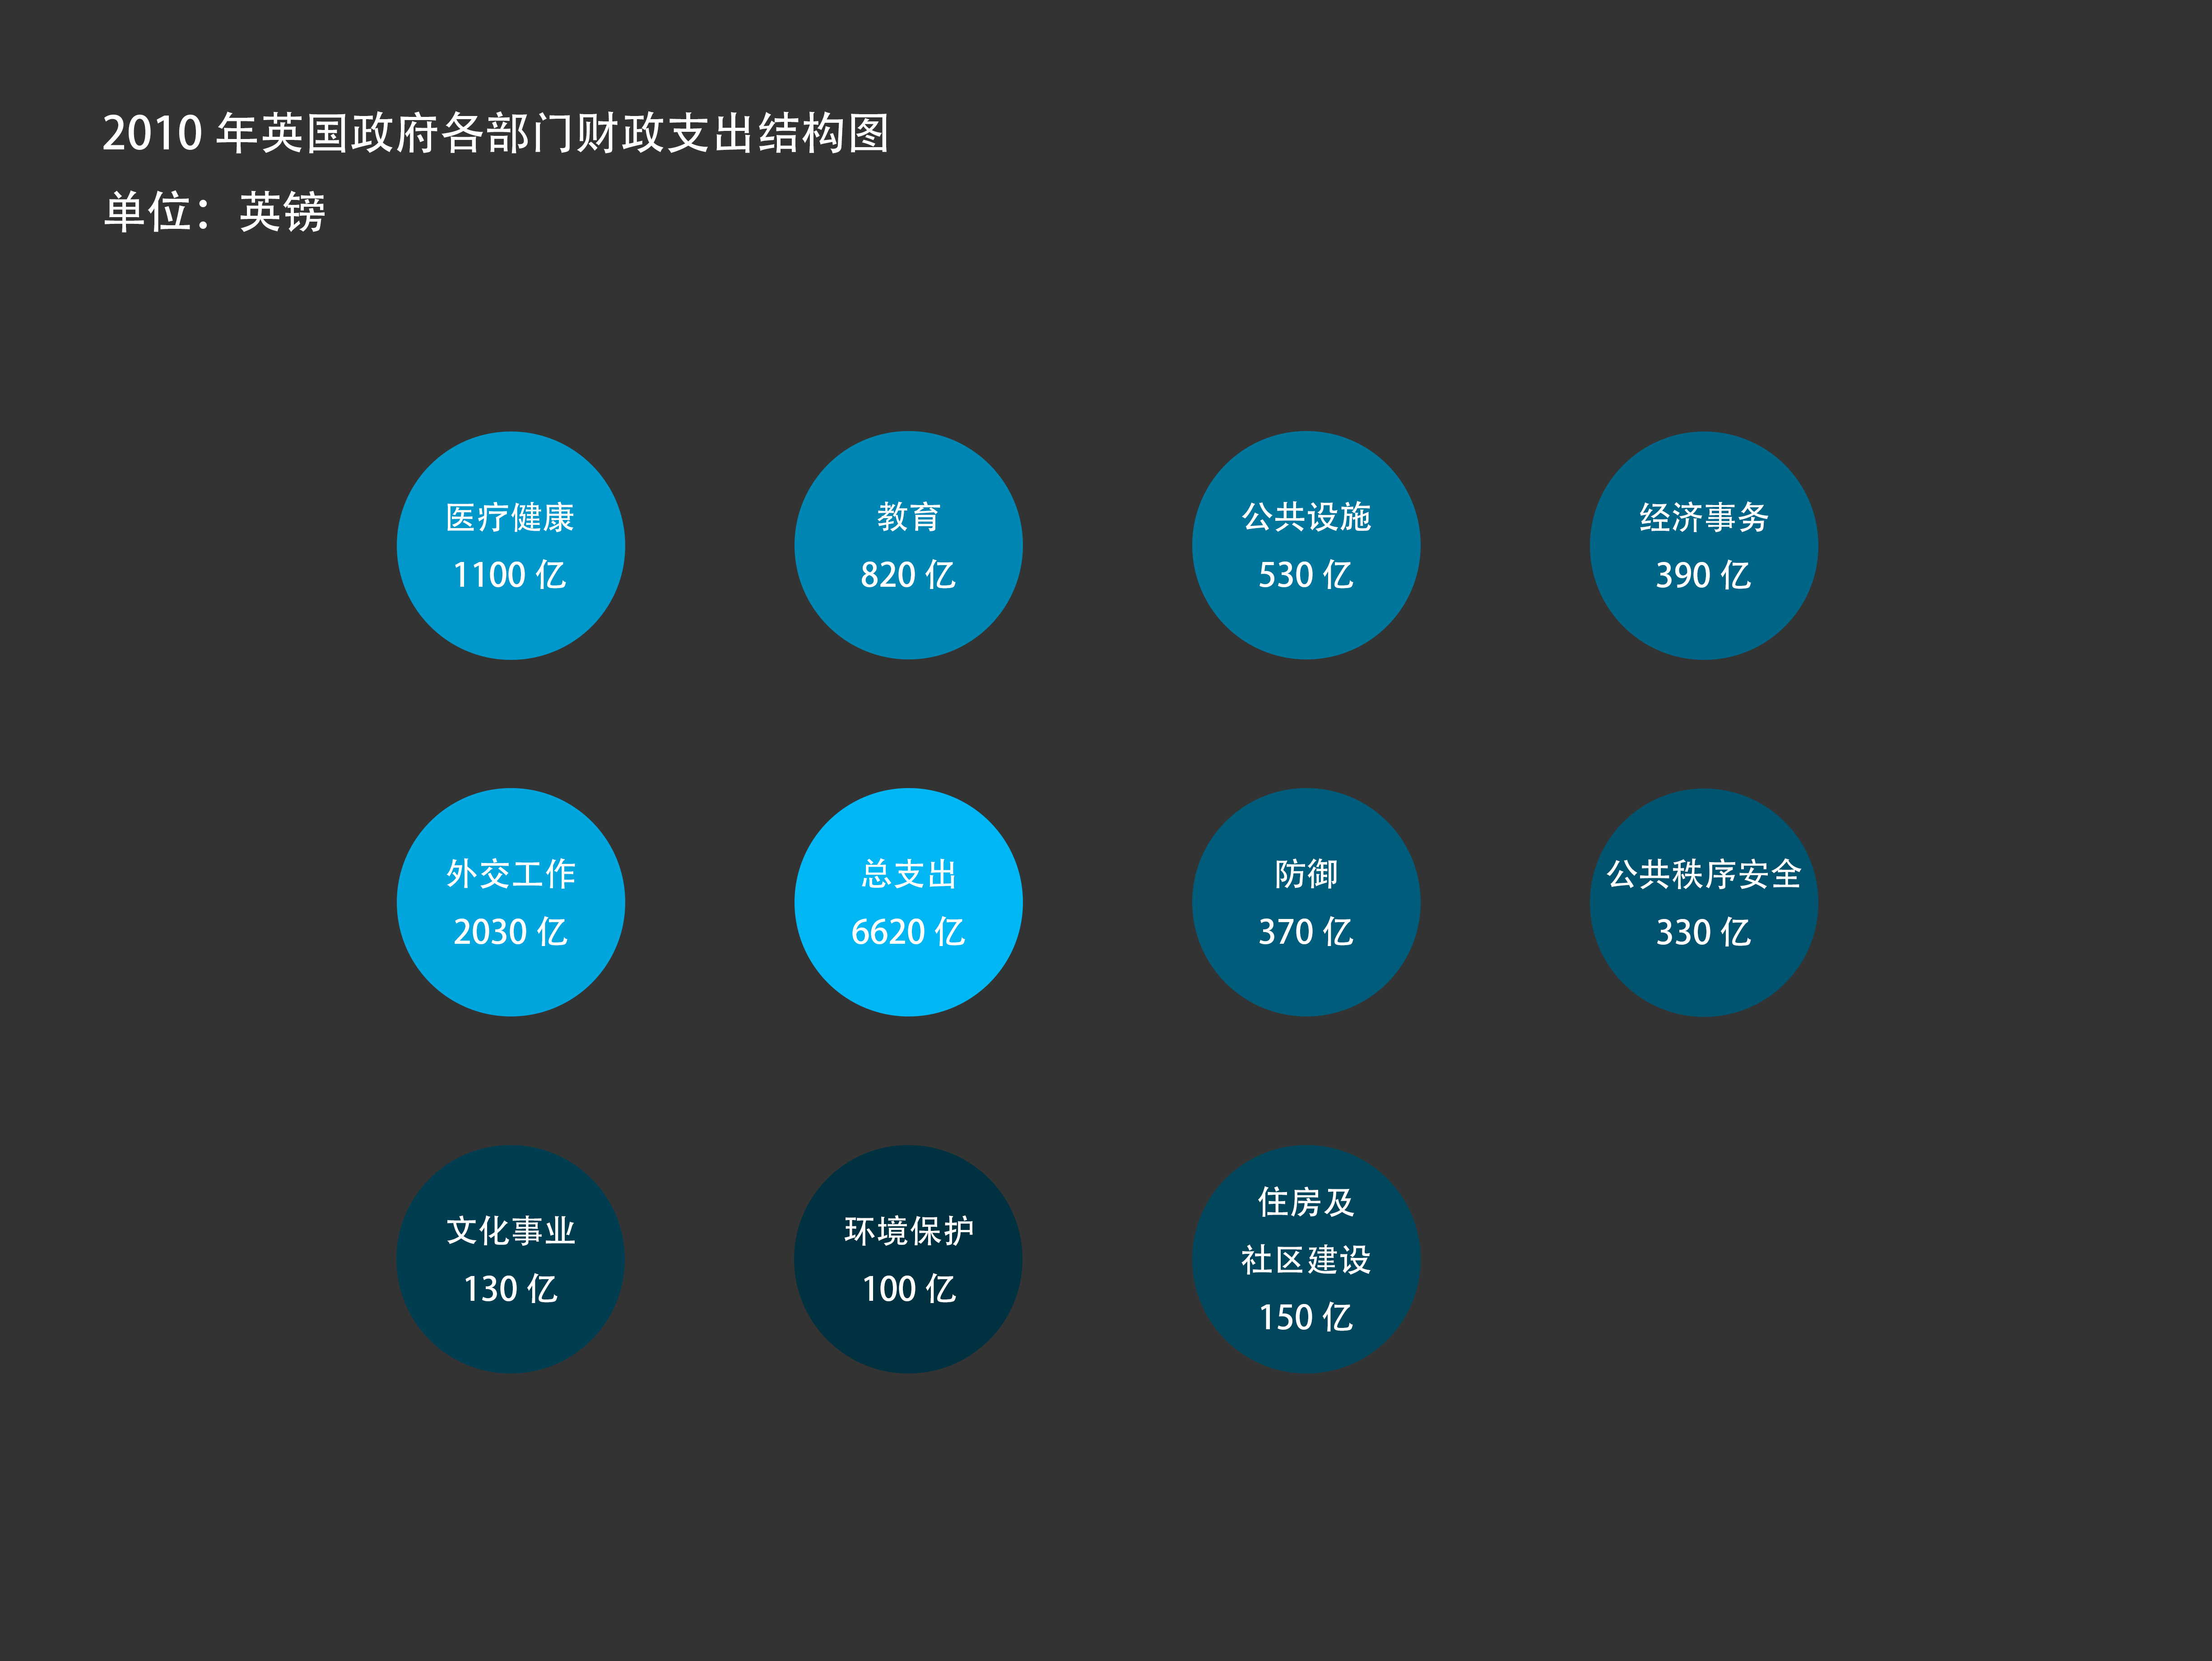 2010 年英国政府各部门财政支出结构图
单位： 英镑
医疗健康
1100 亿
教育
820 亿
公共设施
530 亿
经济事务
390 亿
外交工作
2030 亿
总支出
6620 亿
防御
370 亿
公共秩序安全
330 亿
文化事业
130 亿
环境保护
100 亿
住房及
社区建设
150 亿